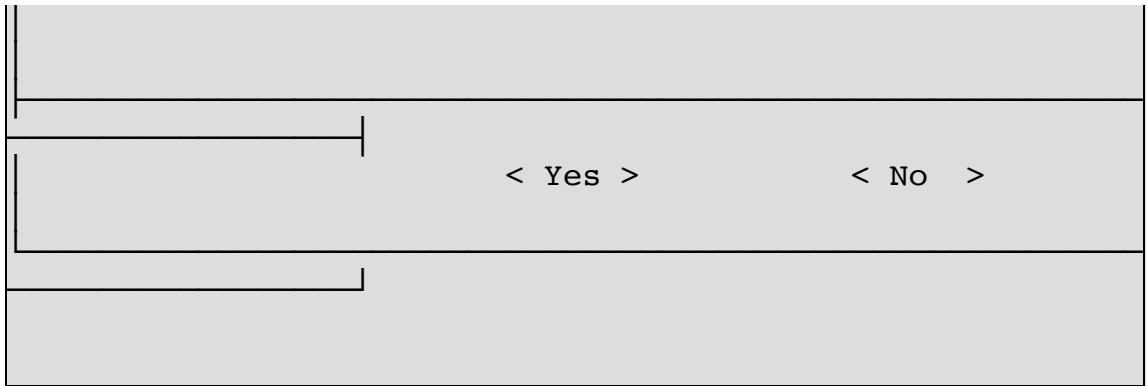 < Yes > < No  >